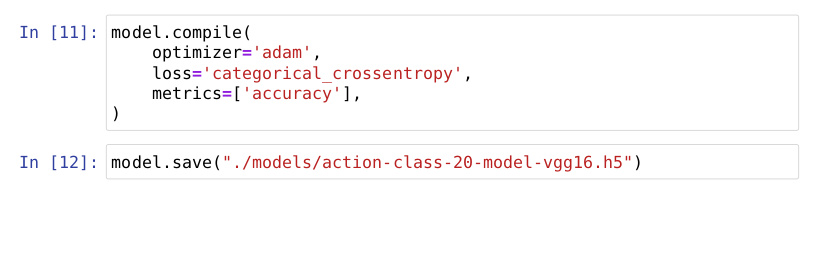 In [11]: model.compile(
    optimizer='adam',
    loss='categorical_crossentropy',
    metrics=['accuracy'],
)
In [12]: model.save("./models/action-class-20-model-vgg16.h5")